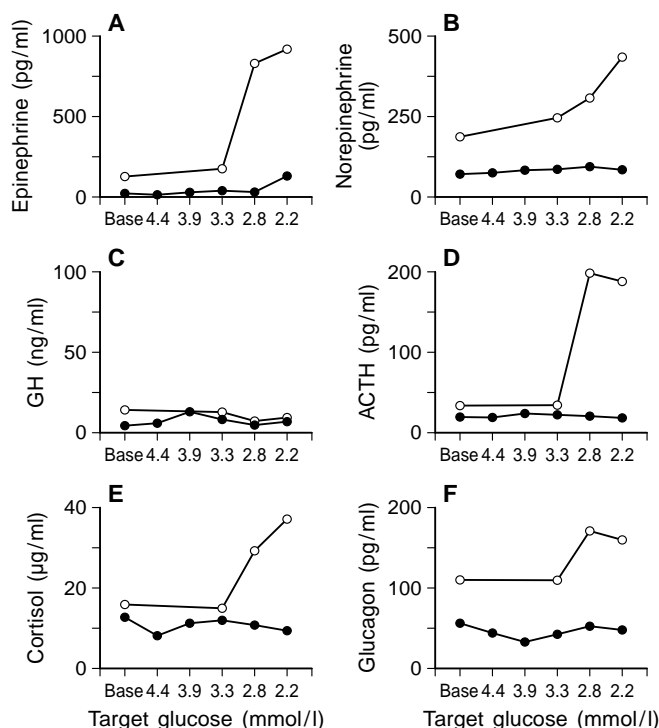 A
Epinephrine (pg/ml)
1000
500
0
Base 4.4 3.9 3.3 2.8 2.2
B
Norepinephrine
(pg/ml)
500
250
0
Base 4.4 3.9 3.3 2.8 2.2
C
GH (ng/ml)
100
50
0
Base 4.4 3.9 3.3 2.8 2.2
D
ACTH (pg/ml)
200
100
0
Base 4.4 3.9 3.3 2.8 2.2
E
Cortisol (µg/ml)
40
20
0
Base 4.4 3.9 3.3 2.8 2.2
Target glucose (mmol/l)
F
Glucagon (pg/ml)
200
100
0
Base 4.4 3.9 3.3 2.8 2.2
Target glucose (mmol/l)